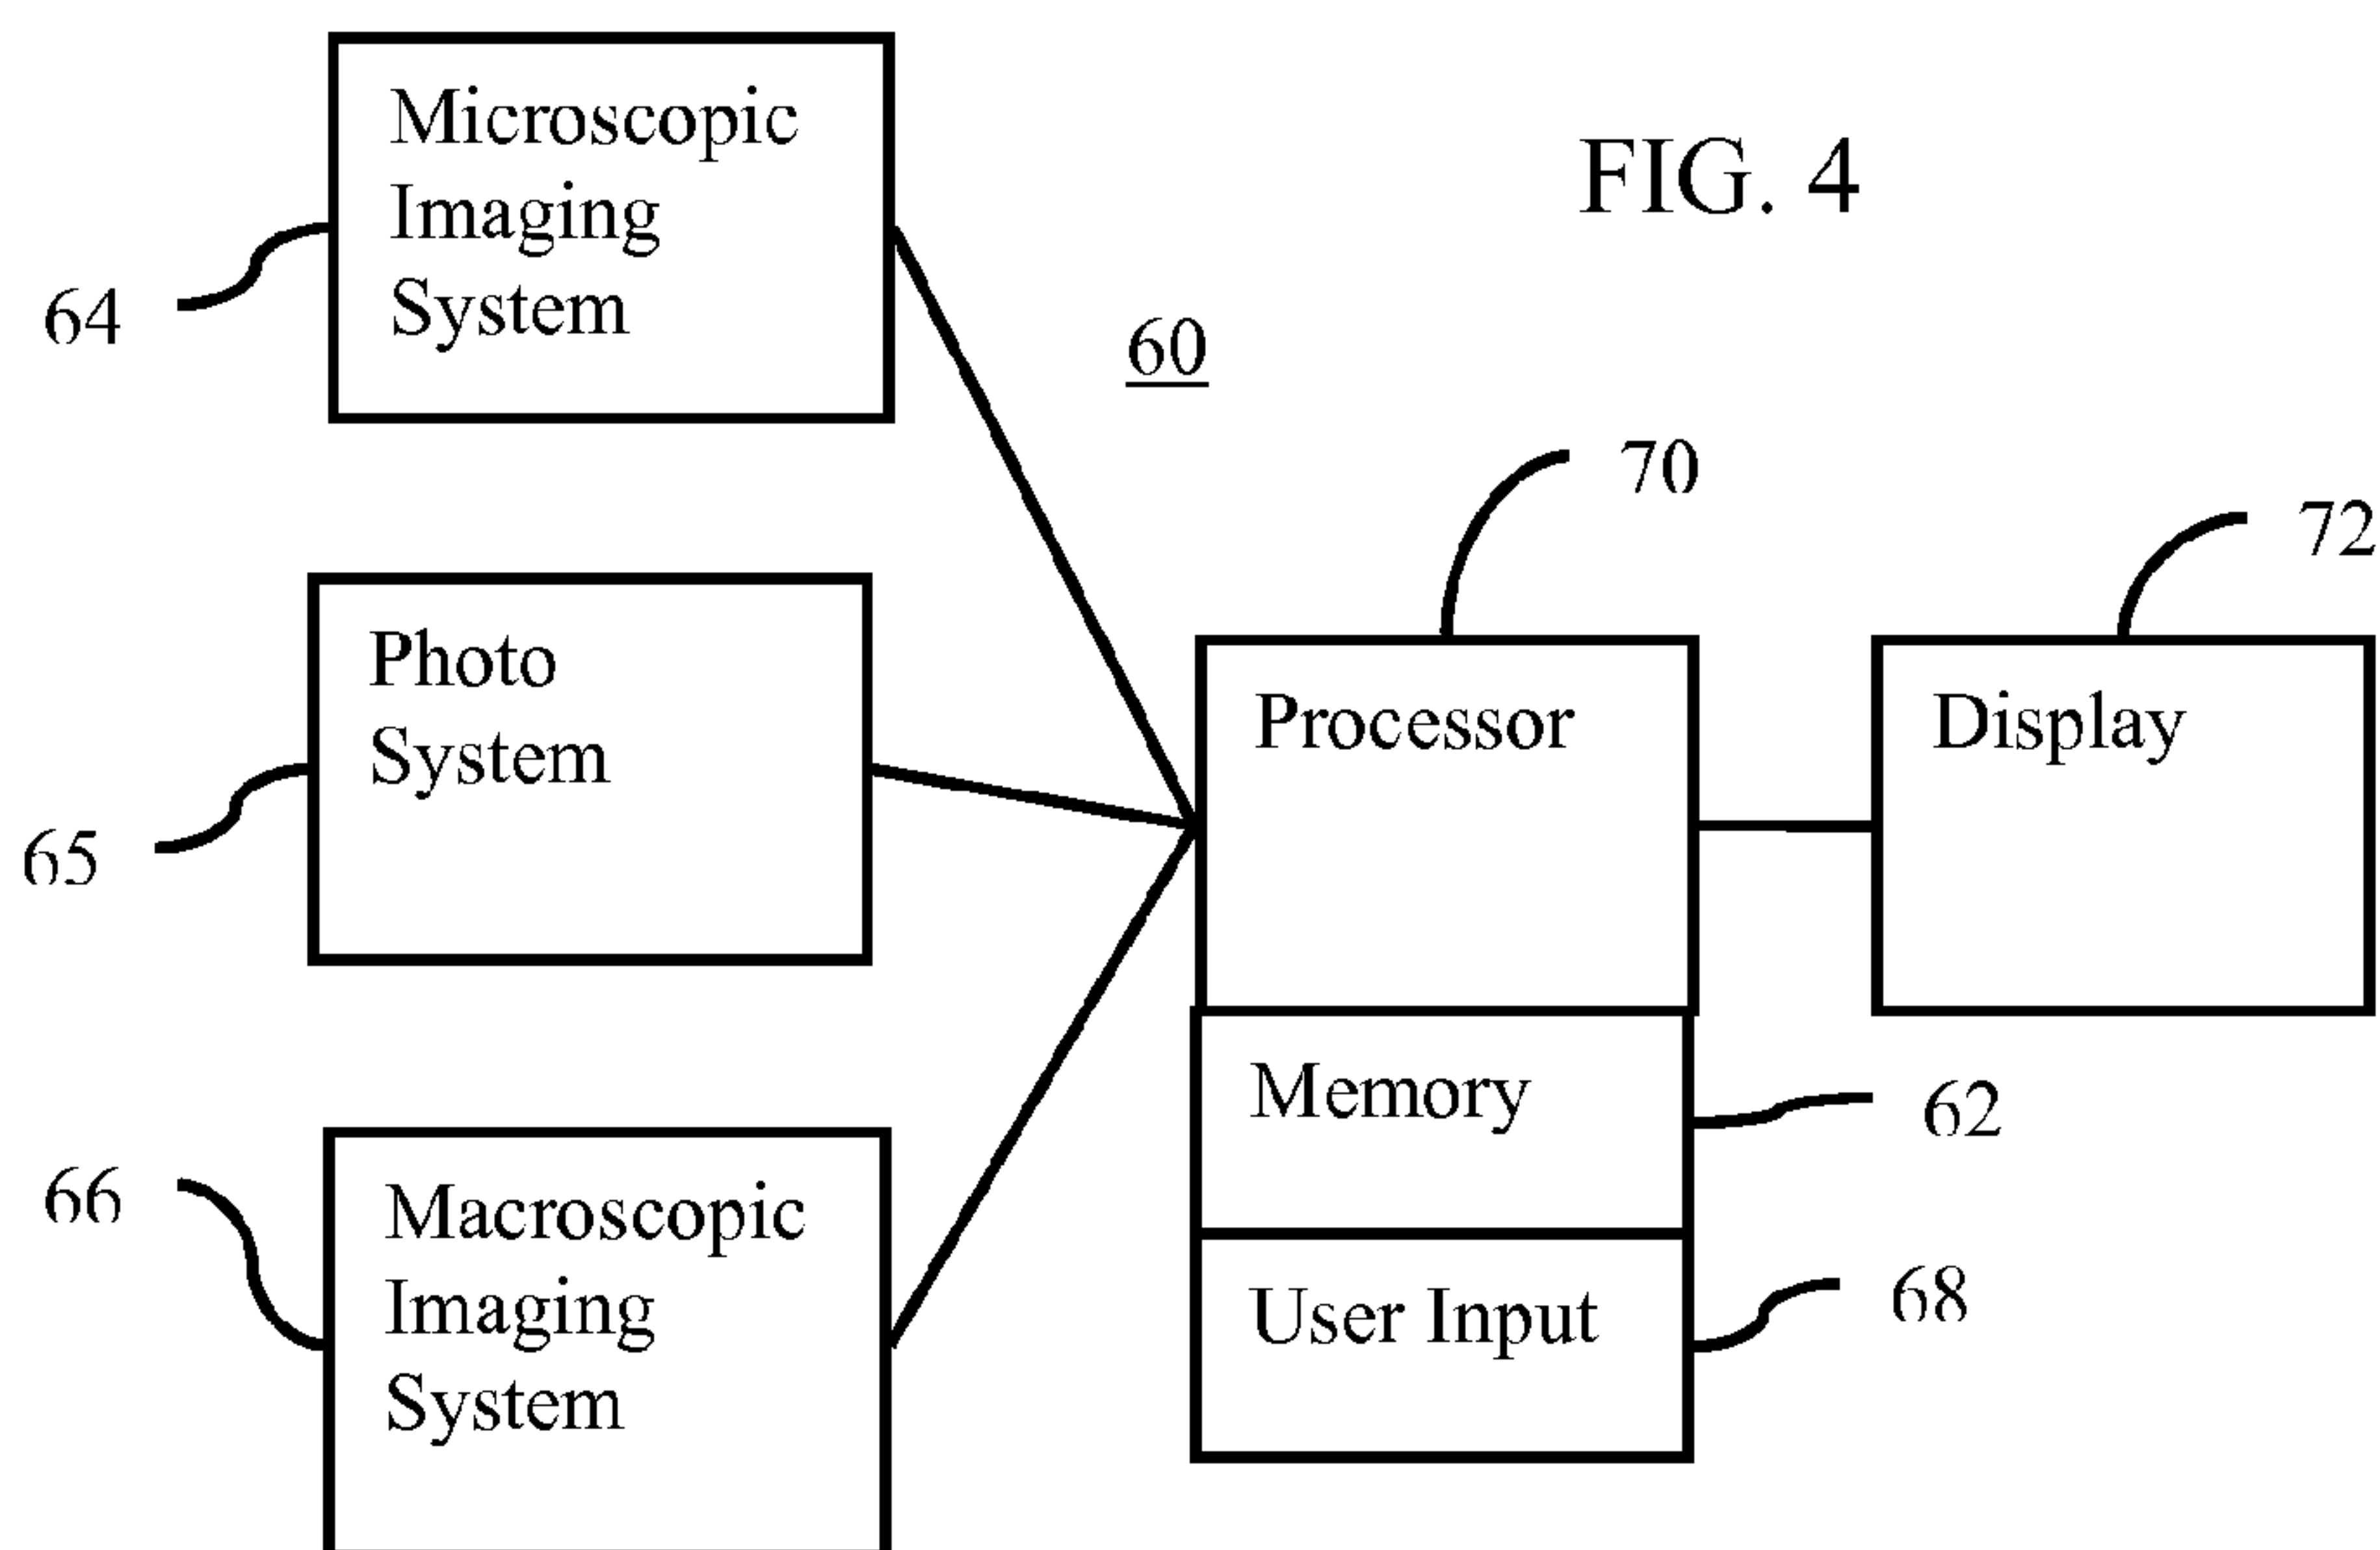 FIG. 4
Microscopic
Imaging
System
64
60
70
72
Photo
System
65
Processor
Display
Memory
62
66
Macroscopic
Imaging
System
User Input
68